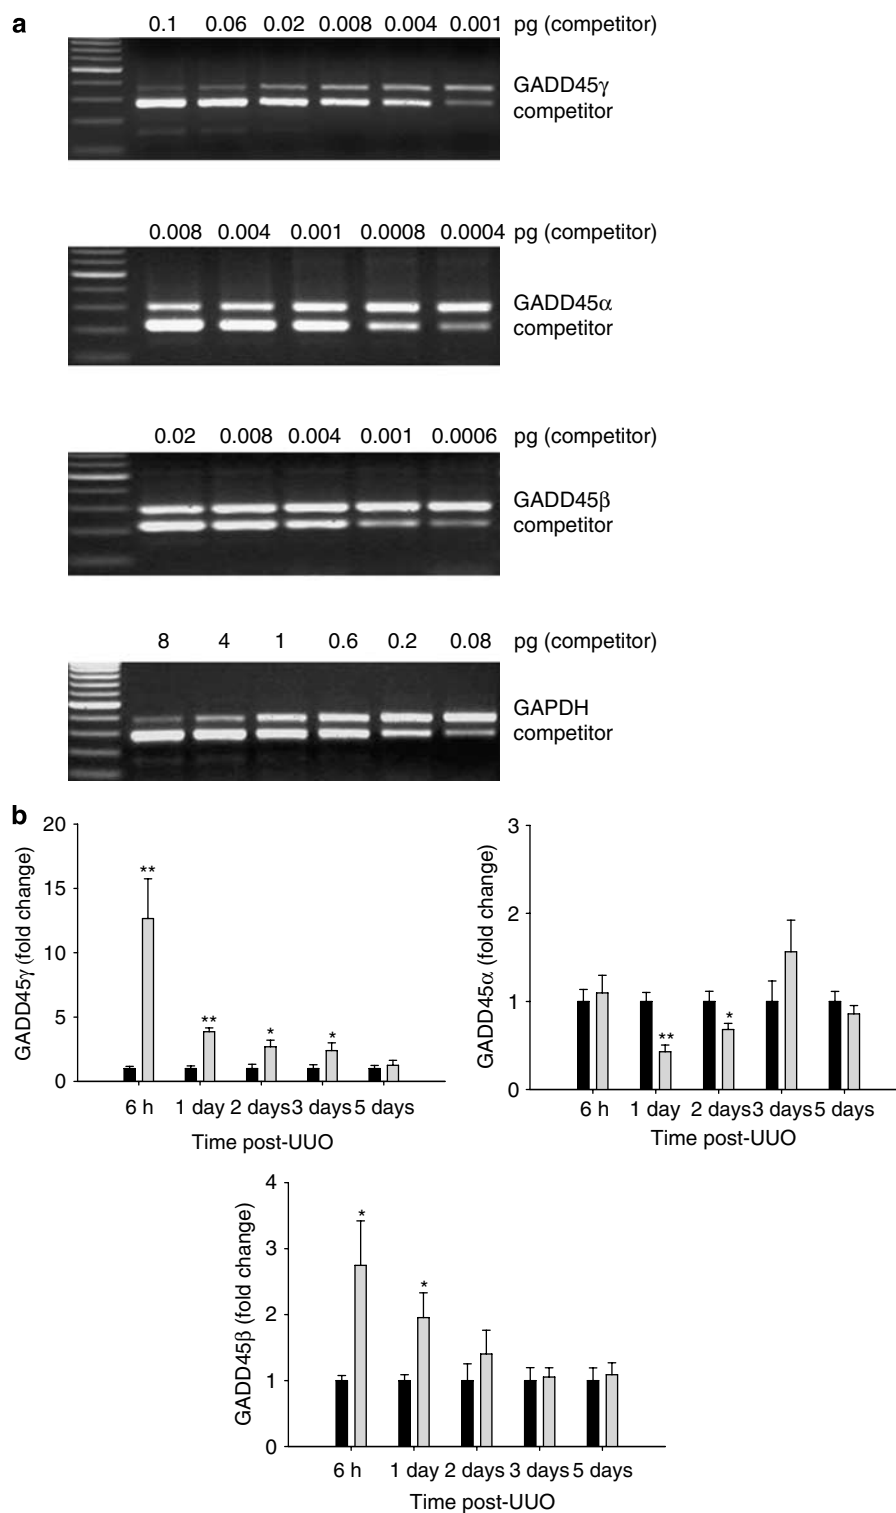 a
0.1 0.06 0.02 0.008 0.004 0.001 pg (competitor)
GADD45γ
competitor
0.008 0.004 0.001 0.0008 0.0004 pg (competitor)
GADD45α
competitor
0.02 0.008 0.004 0.001 0.0006 pg (competitor)
GADD45β
competitor
8 4 1 0.6 0.2 0.08 pg (competitor)
GAPDH
competitor
b
GADD45γ (fold change)
20
15
10
5
0
** ** * *
6 h 1 day 2 days 3 days 5 days
Time post-UUO
GADD45α (fold change)
3
2
1
0
** *
6 h 1 day 2 days 3 days 5 days
Time post-UUO
GADD45β (fold change)
4
3
2
1
0
* *
6 h 1 day 2 days 3 days 5 days
Time post-UUO